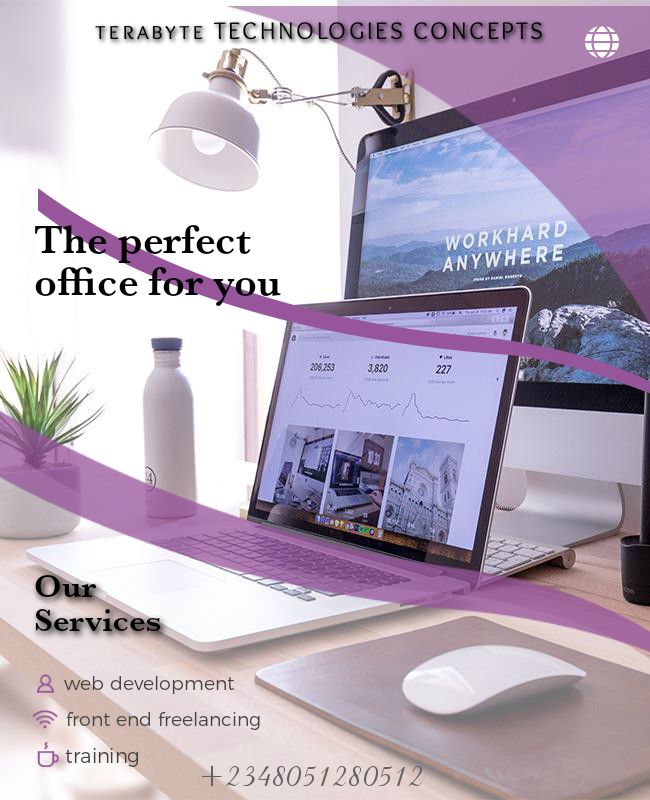 TERABYTE TECHNOLOGIES CONCEPTS
WORKHARD
ANYWHERE
The perfect
office for you
206,253
3,820
227
Our
Services
web development
front end freelancing
training
+2348051280512